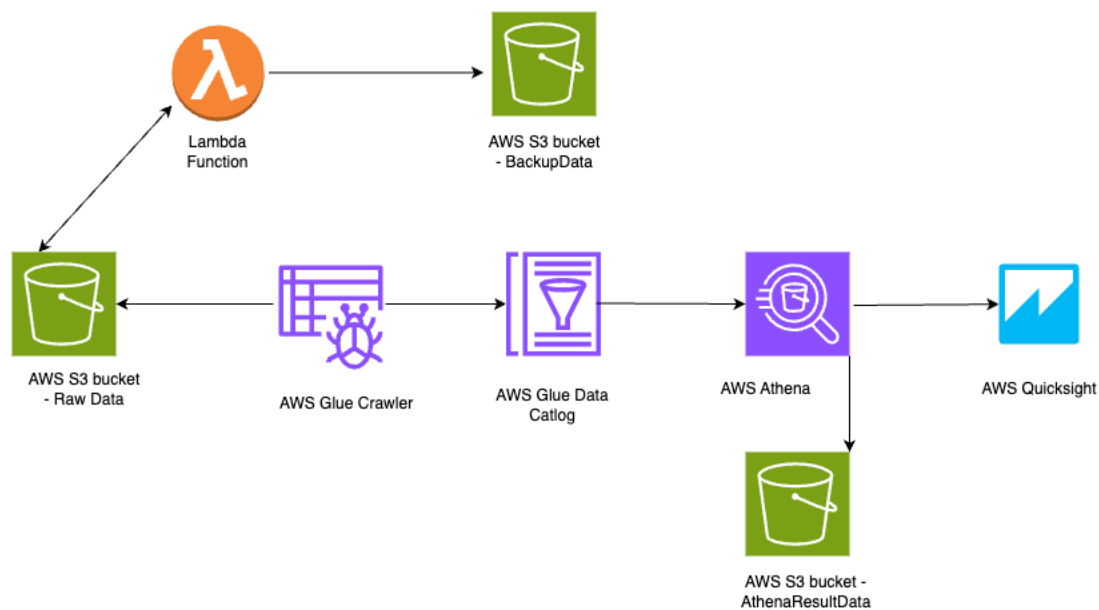 Lambda
Function
AWS S3 bucket
- BackupData
AWS S3 bucket
- Raw Data
AWS Glue Crawler
AWS Glue Data
Catlog
AWS Athena
AWS Quicksight
AWS S3 bucket -
AthenaResultData